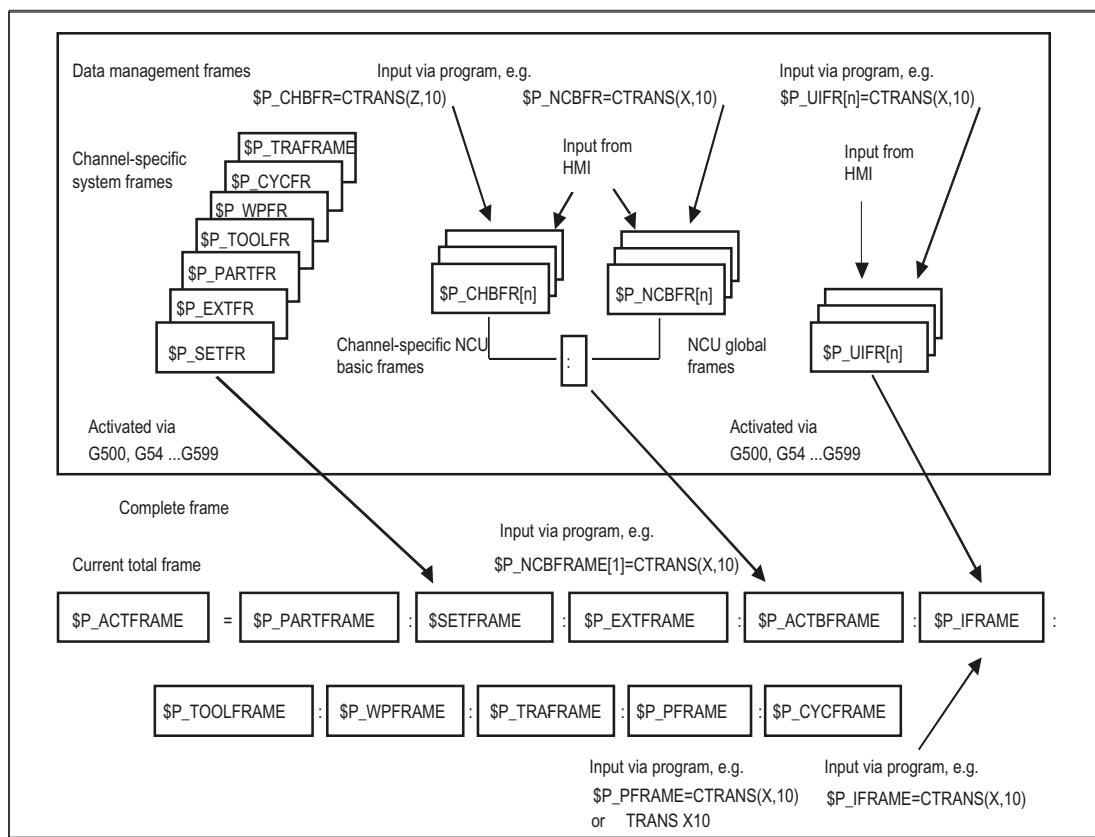 Data management frames
Input via program, e.g.
$P_CHBFR=CTRANS(Z,10)
$P_NCBFR=CTRANS(X,10)
Input via program, e.g.
$P_UIFR[n]=CTRANS(X,10)
Channel-specific
system frames
$P_TRAFRAME
$P_CYCFR
$P_WPFR
$P_TOOLFR
$P_PARTFR
$P_EXTFR
$P_SETFR
Input from
HMI
Input from
HMI
$P_CHBFR[n]
$P_NCBFR[n]
$P_UIFR[n]
Channel-specific NCU
basic frames
:
NCU global
frames
Activated via
G500, G54 ...G599
Activated via
G500, G54 ...G599
Complete frame
Input via program, e.g.
$P_NCBFRAME[1]=CTRANS(X,10)
Current total frame
$P_ACTFRAME = $P_PARTFRAME : $SETFRAME : $P_EXTFRAME : $P_ACTBFRAME : $P_IFRAME :
$P_TOOLFRAME : $P_WPFRAME : $P_TRAFRAME : $P_PFRAME : $P_CYCFRAME
Input via program, e.g.
$P_PFRAME=CTRANS(X,10)
or TRANS X10
Input via program, e.g.
$P_IFRAME=CTRANS(X,10)